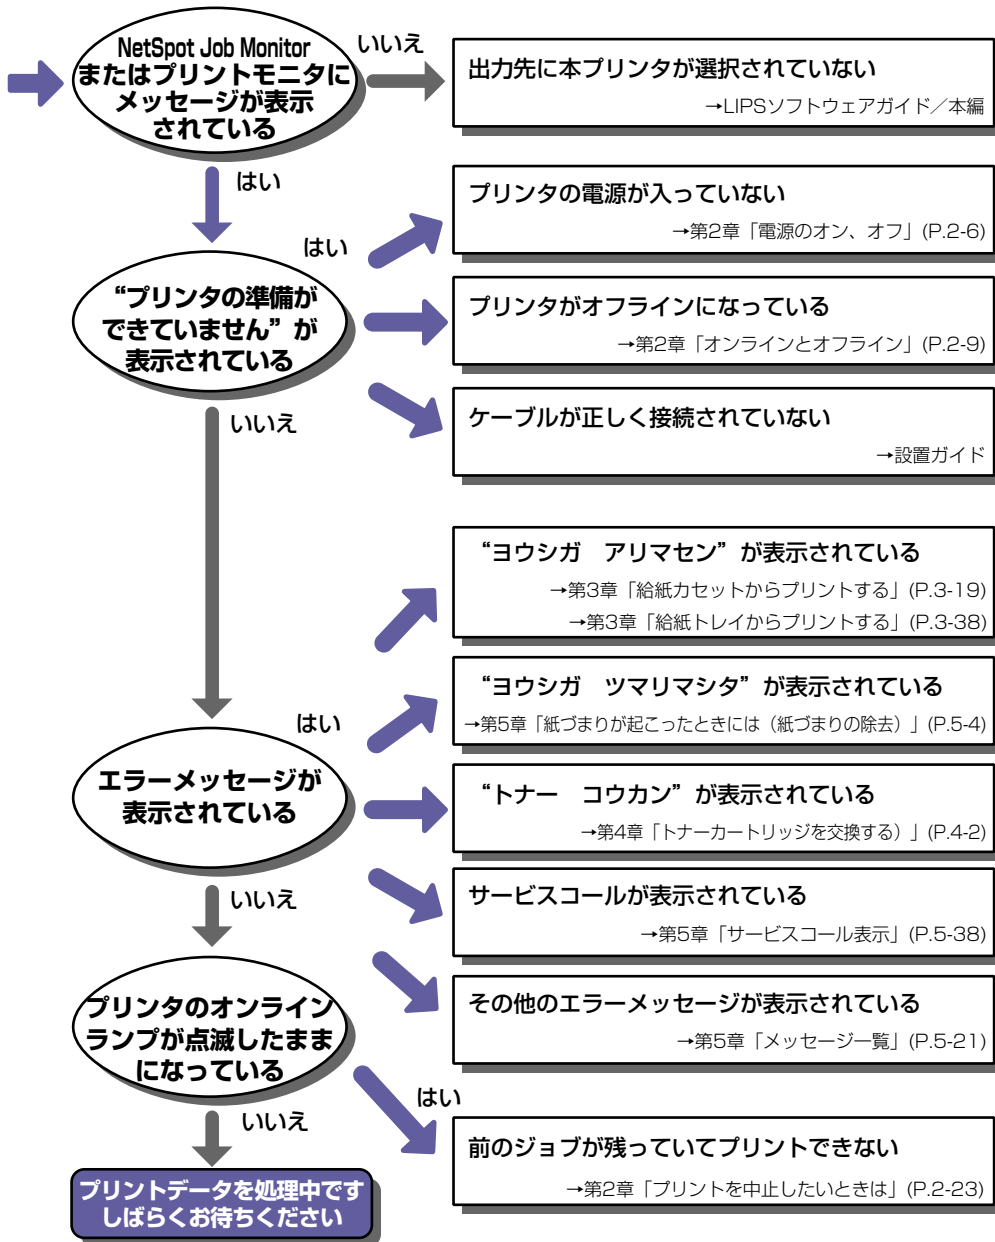 NetSpot Job Monitor
またはプリントモニタに
メッセージが表示
されている
いいえ
出力先に本プリンタが選択されていない
→LIPSソフトウェアガイド／本編
はい
プリンタの電源が入っていない
→第2章「電源のオン、オフ」(P.2-6)
はい
“プリンタの準備が
できていません”が
表示されている
プリンタがオフラインになっている
→第2章「オンラインとオフライン」(P.2-9)
ケーブルが正しく接続されていない
→設置ガイド
いいえ
“ヨウシガ　アリマセン”が表示されている
→第3章「給紙カセットからプリントする」(P.3-19)
→第3章「給紙トレイからプリントする」(P.3-38)
“ヨウシガ　ツマリマシタ”が表示されている
→第5章「紙づまりが起こったときには（紙づまりの除去）」(P.5-4)
はい
エラーメッセージが
表示されている
“トナー　コウカン”が表示されている
→第4章「トナーカートリッジを交換する）」(P.4-2)
サービスコールが表示されている
→第5章「サービスコール表示」(P.5-38)
いいえ
その他のエラーメッセージが表示されている
→第5章「メッセージ一覧」(P.5-21)
プリンタのオンライン
ランプが点滅したまま
になっている
はい
前のジョブが残っていてプリントできない
→第2章「プリントを中止したいときは」(P.2-23)
いいえ
プリントデータを処理中です
しばらくお待ちください